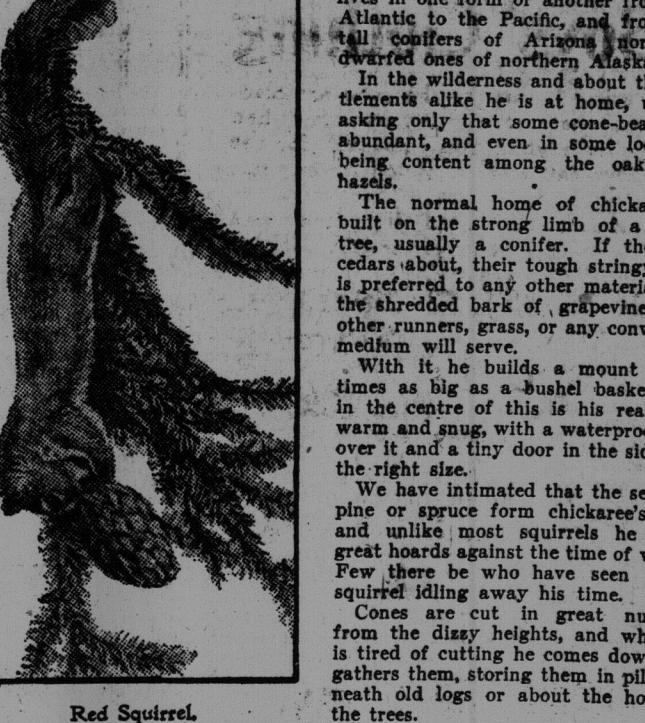 lives in one form or another fro
Atlantic to the Pacific, and fro
tall conifers of Arizona nor
dwarfed ones of northern Alask
In the wilderness and about t
tlements alike he is at home,
asking only that some cone-bea
abundant, and even in some lo
being content among the oak
hazels.
The normal home of chicka
built on the strong limb of a
tree, usually a conifer. If th
cedars about, their tough string
is preferred to any other materi
the shredded bark of grapevine
other runners, grass, or any conv
medium will serve.
With it he builds a mount
times as big as a bushel baske
in the centre of this is his rea
warm and snug, with a waterpro
over it and a tiny door in the sid
the right size.
We have intimated that the se
pine or spruce form chickaree's
and unlike most squirrels he
great hoards against the time of
Few there be who have seen
squirrel idling away his time.
Cones are cut in great nu
from the dizzy heights, and wh
is tired of cutting he comes dow
gathers them, storing them in pil
neath old logs or about the ho
the trees.
Red Squirrel.